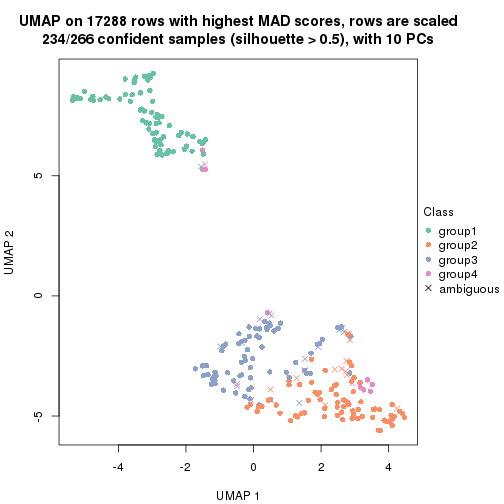 UMAP on 17288 rows with highest MAD scores, rows are scaled
234/266 confident samples (silhouette > 0.5), with 10 PCs
5
0
-5
UMAP 2
-4
-2
0
2
4
UMAP 1
Class
group1
group2
group3
group4
ambiguous